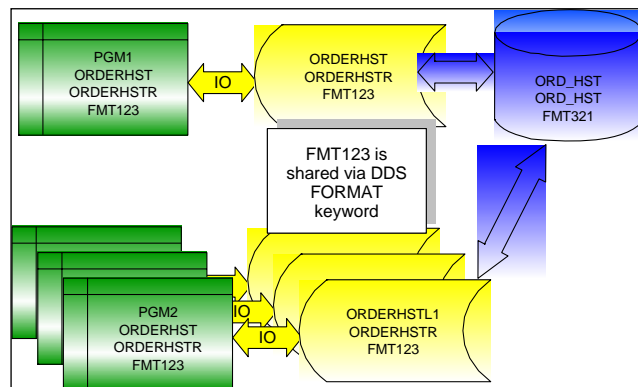 PGM1
ORDERHST
ORDERHSTR
FMT123
IO
ORDERHST
ORDERHSTR
FMT123
ORD_HST
ORD_HST
FMT321
FMT123 is
shared via DDS
FORMAT
keyword
PGM2
ORDERHST
ORDERHSTR
FMT123
IO
ORDERHSTL1
ORDERHSTR
FMT123